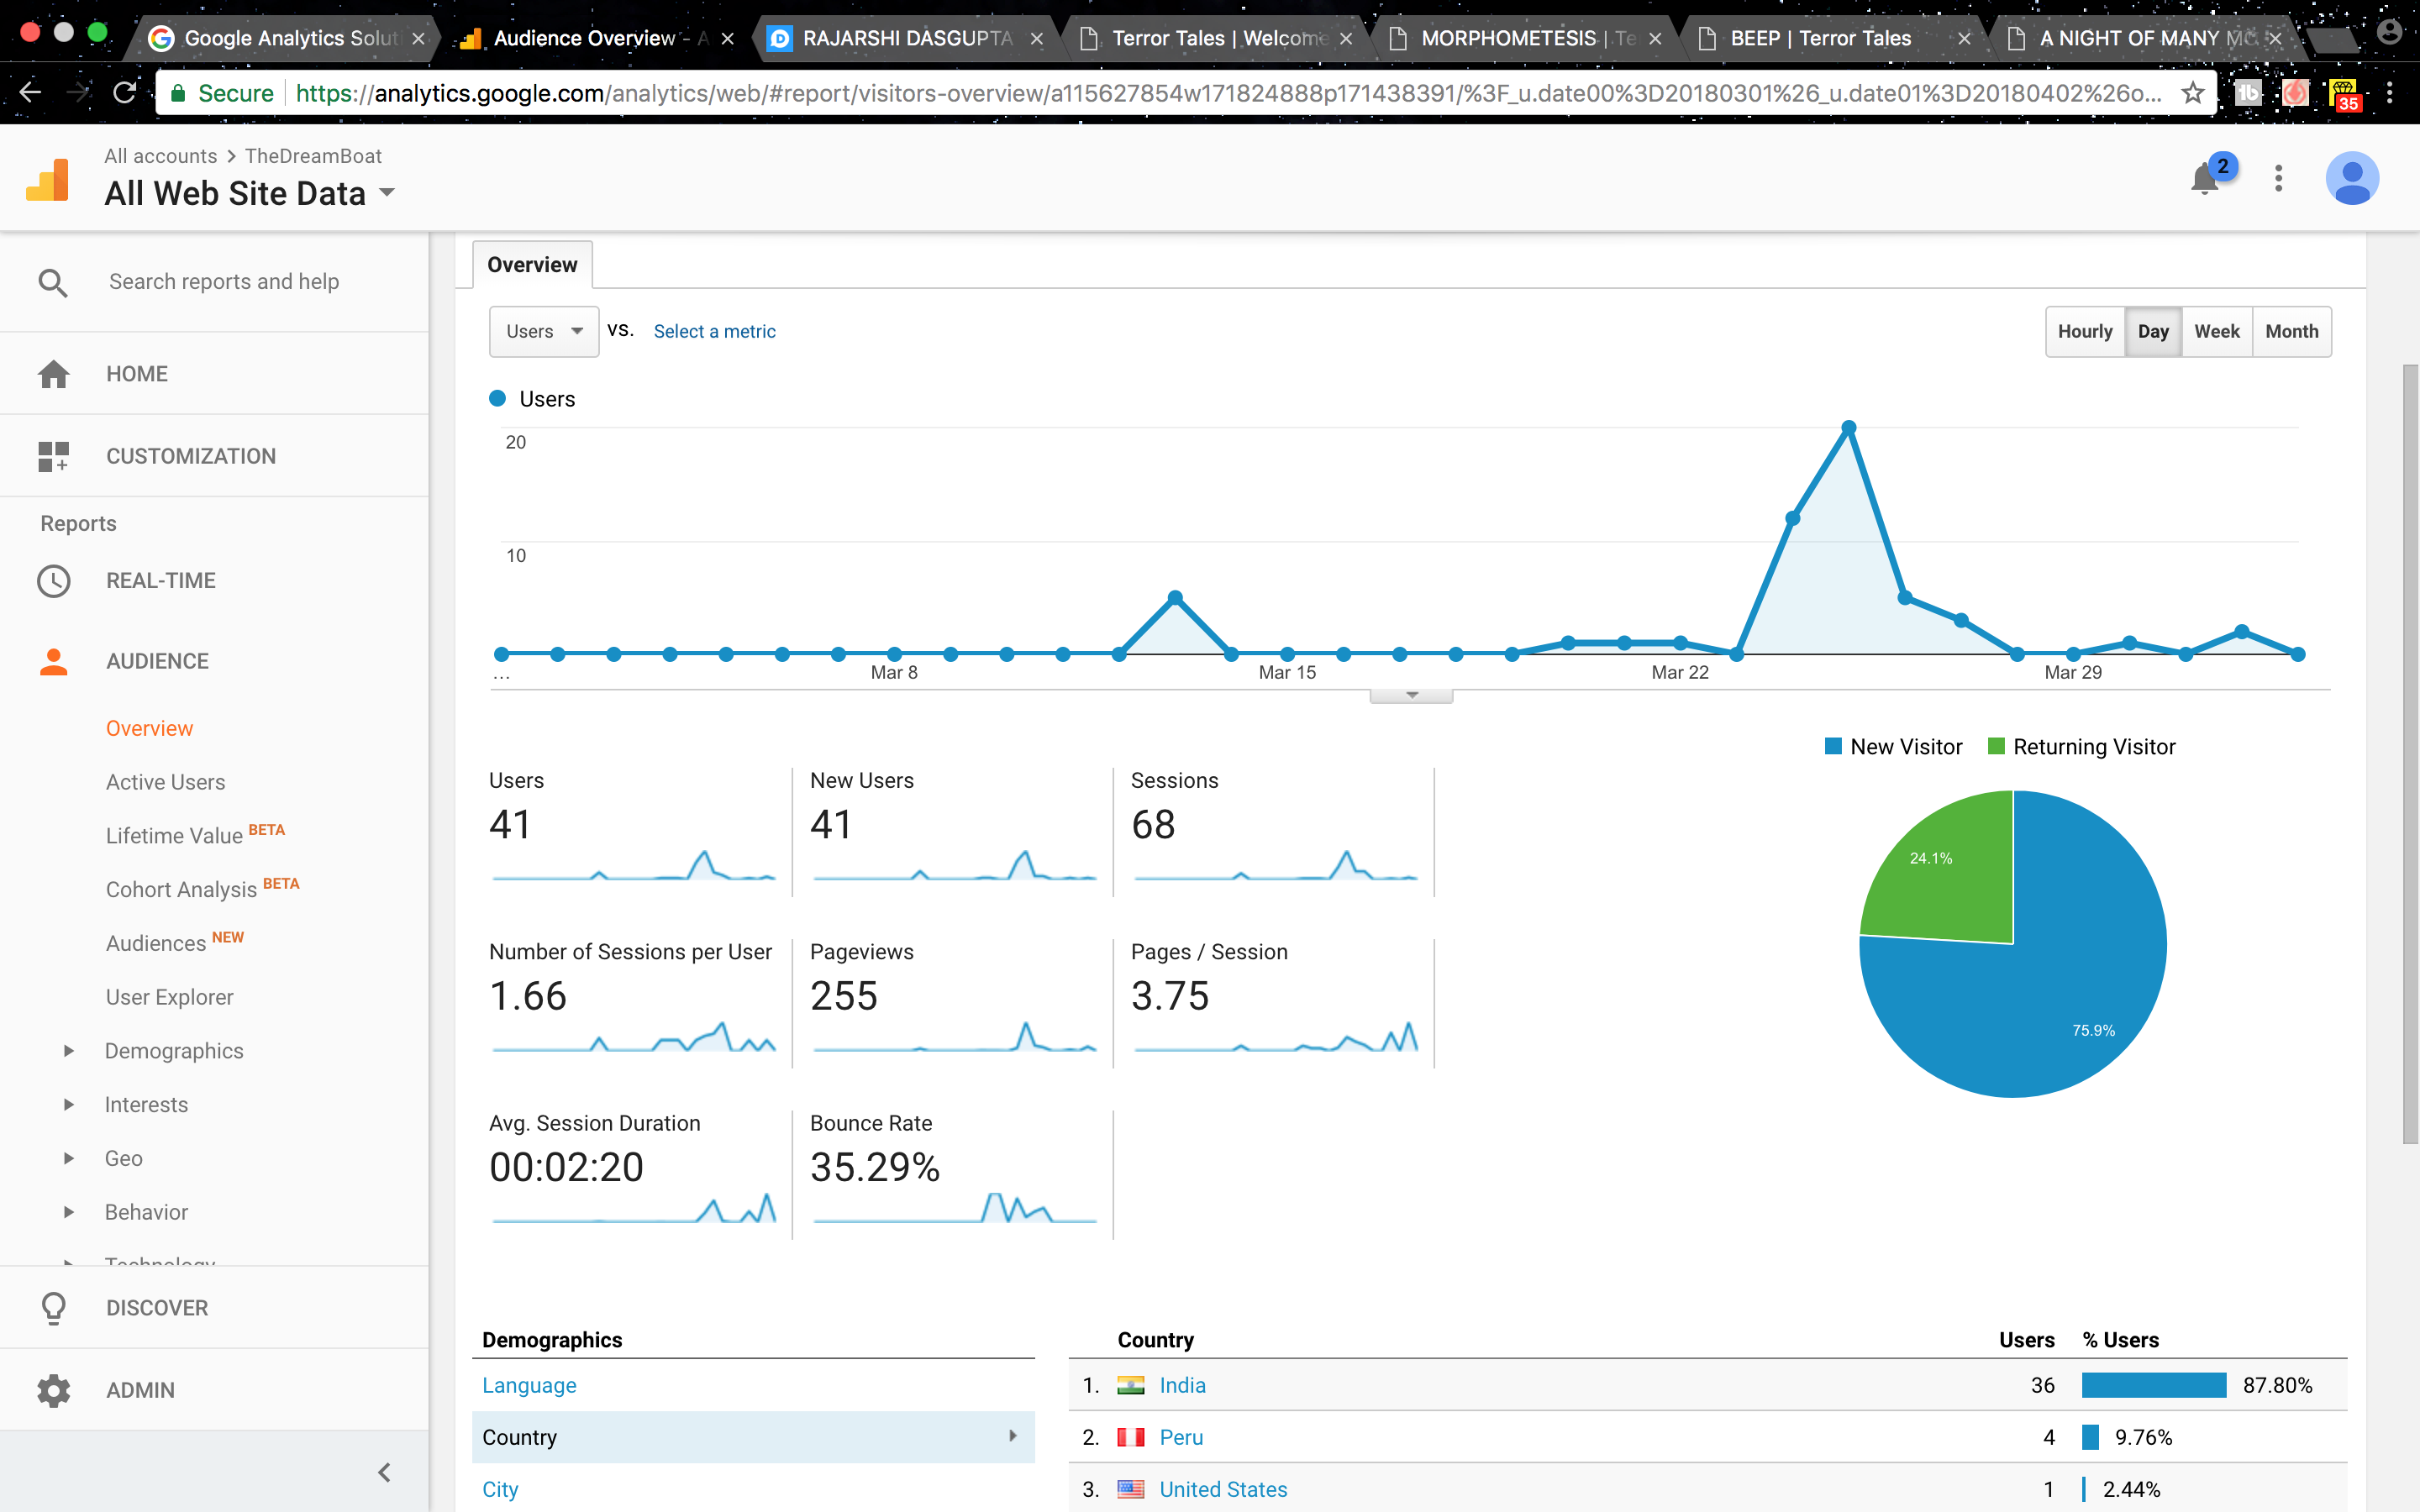 Google Analytics Solut
Audience Overview - A
RAJARSHI DASGUPTA
Terror Tales | Welcome
MORPHOMETESIS | Te
BEEP | Terror Tales
A NIGHT OF MANY MO
Secure
https://analytics.google.com/analytics/web/#report/visitors-overview/a115627854w171824888p171438391/%3F_u.date00%3D20180301%26_u.date01%3D20180402%26o...
35
All accounts > TheDreamBoat
All Web Site Data
2
Search reports and help
HOME
CUSTOMIZATION
Reports
REAL-TIME
AUDIENCE
Overview
Active Users
Lifetime Value BETA
Cohort Analysis BETA
Audiences NEW
User Explorer
Demographics
Interests
Geo
Behavior
Technology
DISCOVER
ADMIN
Overview
Users VS. Select a metric
Hourly Day Week Month
Users
20
10
... Mar 8 Mar 15 Mar 22 Mar 29
New Visitor Returning Visitor
24.1%
75.9%
Users New Users Sessions
41 41 68
Number of Sessions per User Pageviews Pages / Session
1.66 255 3.75
Avg. Session Duration Bounce Rate
00:02:20 35.29%
Demographics
Language
Country
City
Country Users % Users
1. India 36 87.80%
2. Peru 4 9.76%
3. United States 1 2.44%